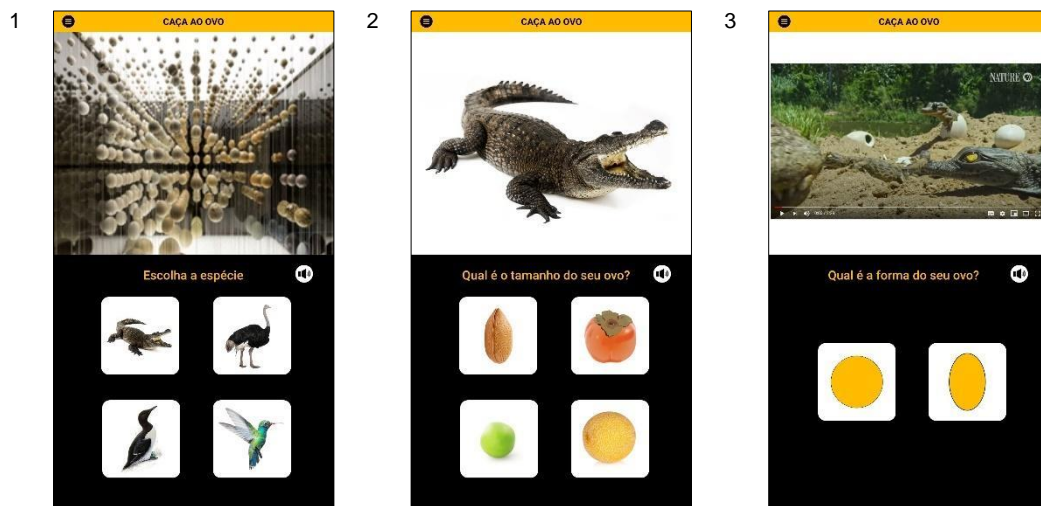 1
CAÇA AO OVO
Escolha a espécie
2
CAÇA AO OVO
Qual é o tamanho do seu ovo?
3
CAÇA AO OVO
NATURE
Qual é a forma do seu ovo?